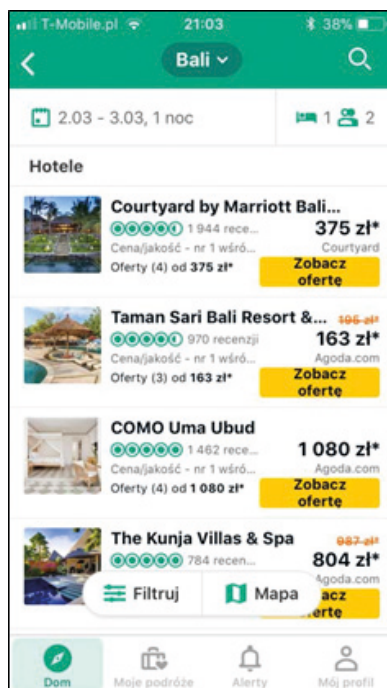 T-Mobile.pl 21:03 38%
Bali
2.03 - 3.03, 1 noc 1 2
Hotele
Courtyard by Marriott Bali...
1 944 rece... 375 zł*
Cena/jakość - nr 1 wśró... Courtyard
Oferty (4) od 375 zł* Zobacz ofertę
Taman Sari Bali Resort &... 195 zł*
970 recenzji 163 zł*
Cena/jakość - nr 1 wśró... Agoda.com
Oferty (3) od 163 zł* Zobacz ofertę
COMO Uma Ubud
1 462 rece... 1 080 zł*
Cena/jakość - nr 1 wśró... Agoda.com
Oferty (4) od 1 080 zł* Zobacz ofertę
The Kunja Villas & Spa 987 zł*
784 recen... 804 zł*
Agoda.com
Filtruj Mapa
acz
ertę
Dom Moje podróże Alerty Mój profil